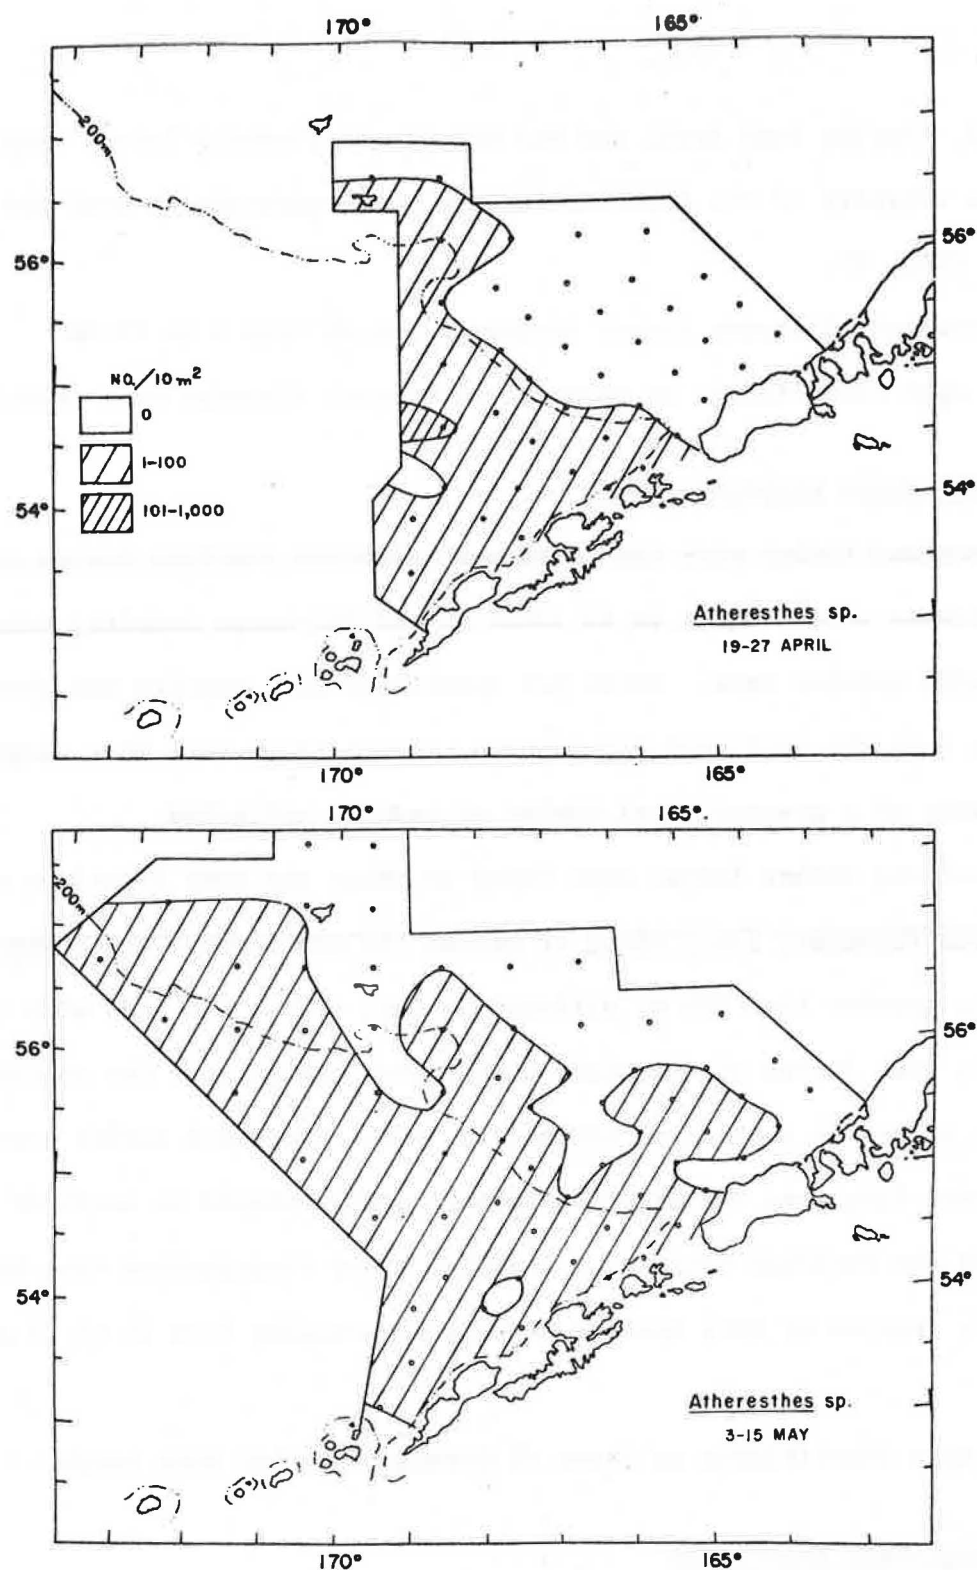 170° 165°
200m
56° 56°
NO./10 m²
0
1-100
101-1,000
54° 54°
Atheresthes sp.
19-27 APRIL
170° 165°
170° 165°
200m
56° 56°
54° 54°
Atheresthes sp.
3-15 MAY
170° 165°